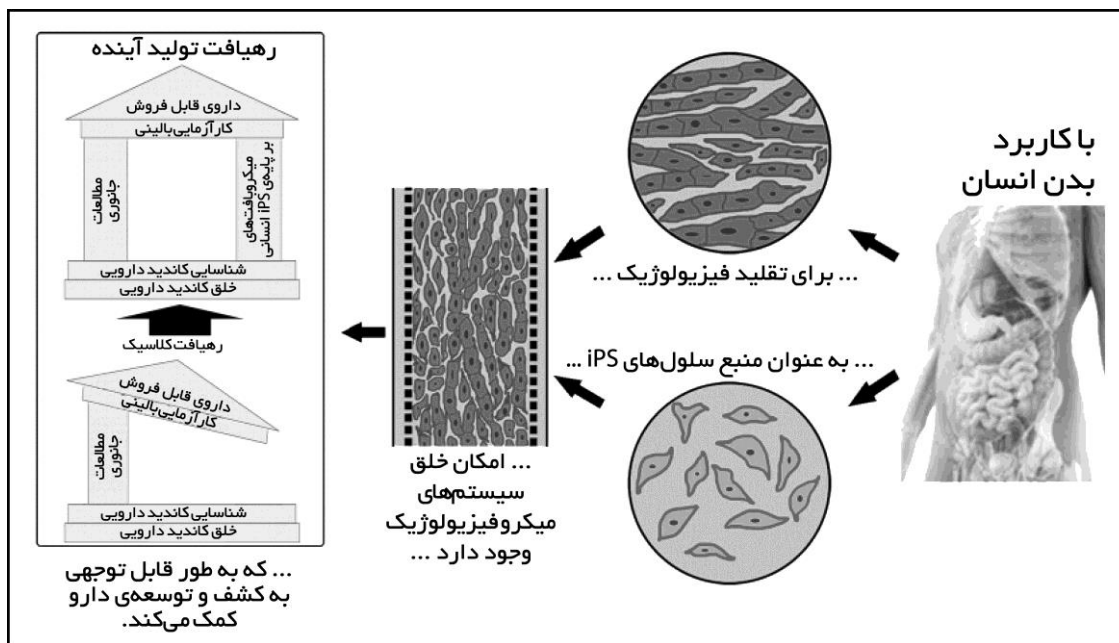 با کاربرد
بدن انسان
... برای تقلید فیزیولوژیک ...
... به عنوان منبع سلول‌های iPS ...
... امکان خلق
سیستم‌های
میکروفیزیولوژیک
وجود دارد ...
رهیافت تولید آینده
داروی قابل فروش
کارآزمایی بالینی
میکروبافت‌های
بر پایه‌ی iPS انسانی
مطالعات
جانوری
شناسایی کاندید دارویی
خلق کاندید دارویی
رهیافت کلاسیک
داروی قابل فروش
کارآزمایی بالینی
مطالعات
جانوری
شناسایی کاندید دارویی
خلق کاندید دارویی
... که به طور قابل توجهی
به کشف و توسعه‌ی دارو
کمک می‌کند.